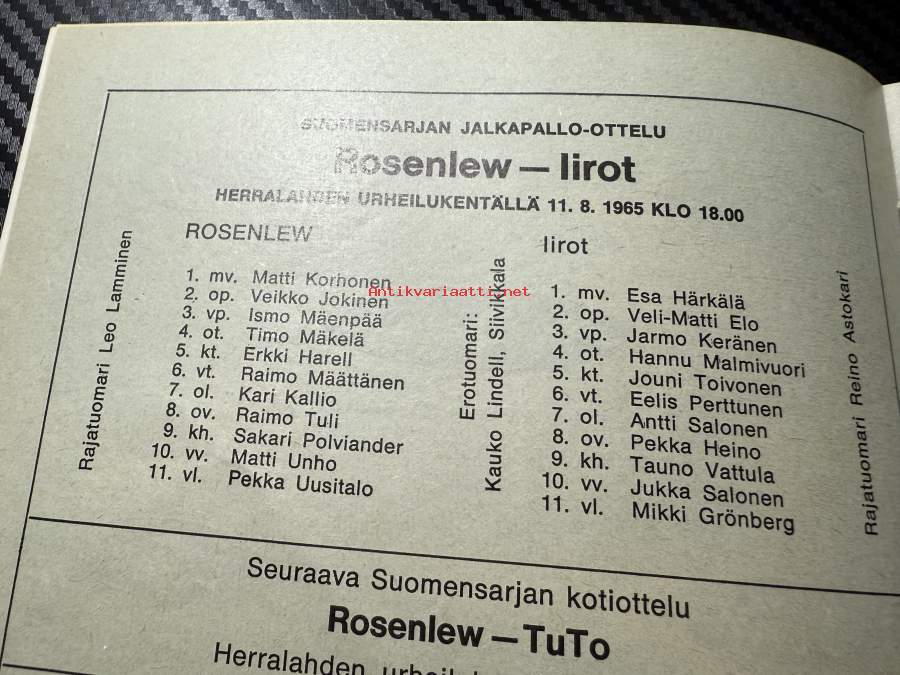 SUOMENSARJAN JALKAPALLO-OTTELU
Rosenlew — Iirot
HERRALAHDEN URHEILUKENTÄLLÄ 11. 8. 1965 KLO 18.00
Rajatuomari Leo Lamminen
ROSENLEW
1. mv. Matti Korhonen
2. op. Veikko Jokinen
3. vp. Ismo Mäenpää
4. ot. Timo Mäkelä
5. kt. Erkki Harell
6. vt. Raimo Määttänen
7. ol. Kari Kallio
8. ov. Raimo Tuli
9. kh. Sakari Polviander
10. vv. Matti Unho
11. vl. Pekka Uusitalo
Erotuomari:
Kauko Lindell, Siivikkala
Iirot
1. mv. Esa Härkälä
2. op. Veli-Matti Elo
3. vp. Jarmo Keränen
4. ot. Hannu Malmivuori
5. kt. Jouni Toivonen
6. vt. Eelis Perttunen
7. ol. Antti Salonen
8. ov. Pekka Heino
9. kh. Tauno Vattula
10. vv. Jukka Salonen
11. vl. Mikki Grönberg
Rajatuomari Reino Astokari
Antikvariaatti.net
Seuraava Suomensarjan kotiottelu
Rosenlew — TuTo
Herralahden